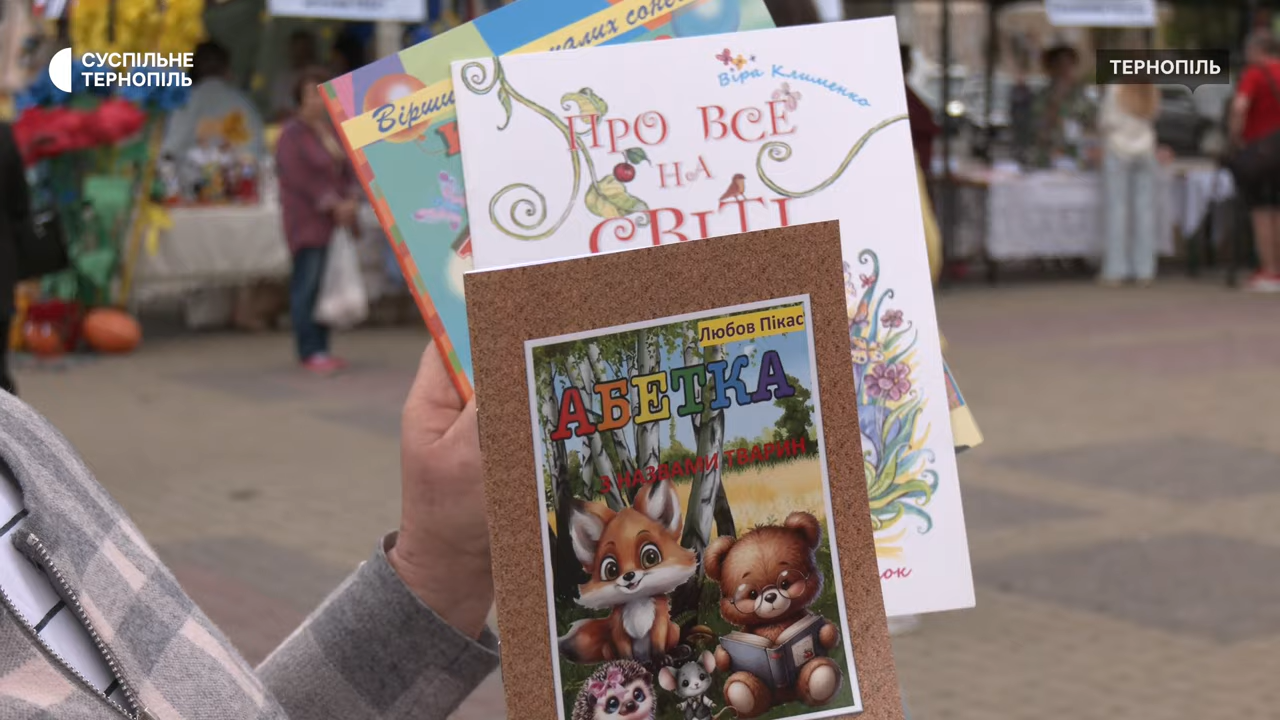 СУСПІЛЬНЕ
ТЕРНОПІЛЬ
ТЕРНОПІЛЬ
Вірші
Віра Клименко
ПРО ВСЕ
НА
СВІТІ
Любов Пікас
АБЕТКА
З НАЗВАМИ ТВАРИН